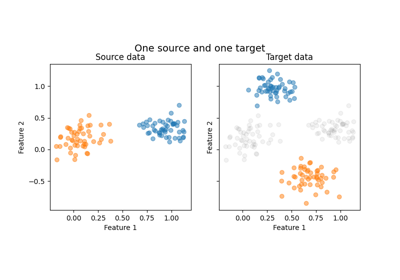 One source and one target
Source data
Target data
1.0
0.5
0.0
−0.5
Feature 2
Feature 2
0.00 0.25 0.50 0.75 1.00
0.00 0.25 0.50 0.75 1.00
Feature 1
Feature 1